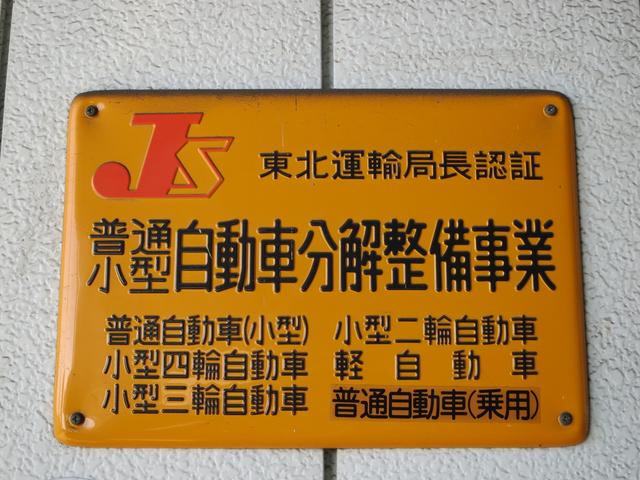 JS
東北運輸局長認証
普通小型自動車分解整備事業
普通自動車(小型)
小型四輪自動車
小型三輪自動車
小型二輪自動車
軽自動車
普通自動車(乗用)